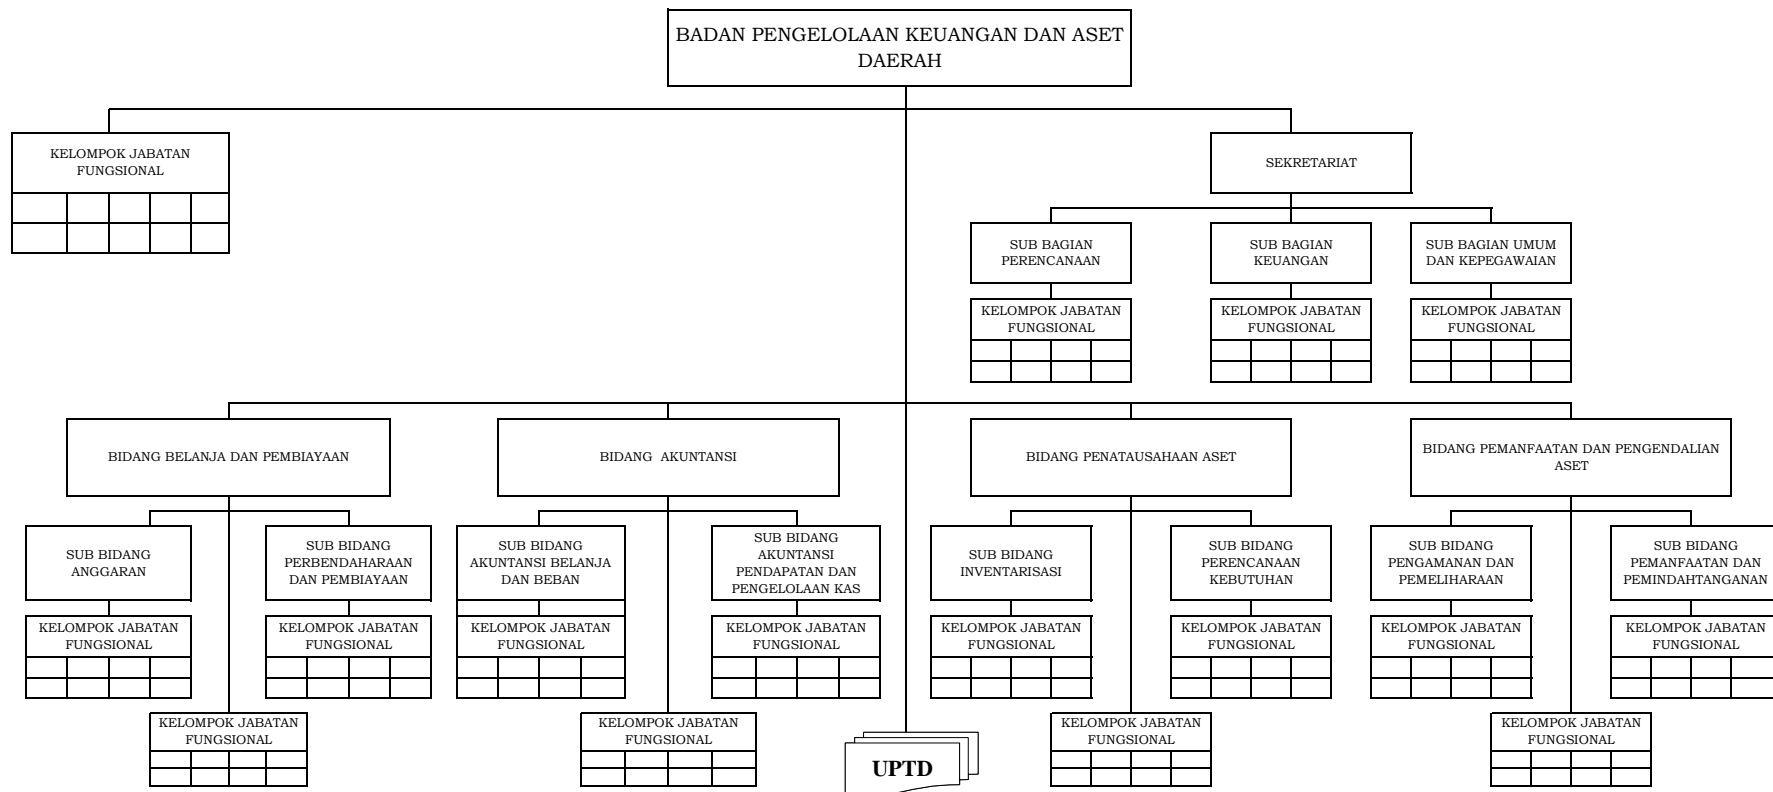 BADAN PENGELOLAAN KEUANGAN DAN ASET
DAERAH
KELOMPOK JABATAN
FUNGSIONAL
SEKRETARIAT
SUB BAGIAN
PERENCANAAN
SUB BAGIAN
KEUANGAN
SUB BAGIAN UMUM
DAN KEPEGAWAIAN
KELOMPOK JABATAN
FUNGSIONAL
KELOMPOK JABATAN
FUNGSIONAL
KELOMPOK JABATAN
FUNGSIONAL
BIDANG BELANJA DAN PEMBIAYAAN
BIDANG AKUNTANSI
BIDANG PENATAUSAHAAN ASET
BIDANG PEMANFAATAN DAN PENGENDALIAN
ASET
SUB BIDANG
ANGGARAN
SUB BIDANG
PERBENDAHARAAN
DAN PEMBIAYAAN
SUB BIDANG
AKUNTANSI BELANJA
DAN BEBAN
SUB BIDANG
AKUNTANSI
PENDAPATAN DAN
PENGELOLAAN KAS
SUB BIDANG
INVENTARISASI
SUB BIDANG
PERENCANAAN
KEBUTUHAN
SUB BIDANG
PENGAMANAN DAN
PEMELIHARAAN
SUB BIDANG
PEMANFAATAN DAN
PEMINDAHTANGANAN
KELOMPOK JABATAN
FUNGSIONAL
KELOMPOK JABATAN
FUNGSIONAL
KELOMPOK JABATAN
FUNGSIONAL
KELOMPOK JABATAN
FUNGSIONAL
KELOMPOK JABATAN
FUNGSIONAL
KELOMPOK JABATAN
FUNGSIONAL
KELOMPOK JABATAN
FUNGSIONAL
KELOMPOK JABATAN
FUNGSIONAL
KELOMPOK JABATAN
FUNGSIONAL
KELOMPOK JABATAN
FUNGSIONAL
UPTD
KELOMPOK JABATAN
FUNGSIONAL
KELOMPOK JABATAN
FUNGSIONAL